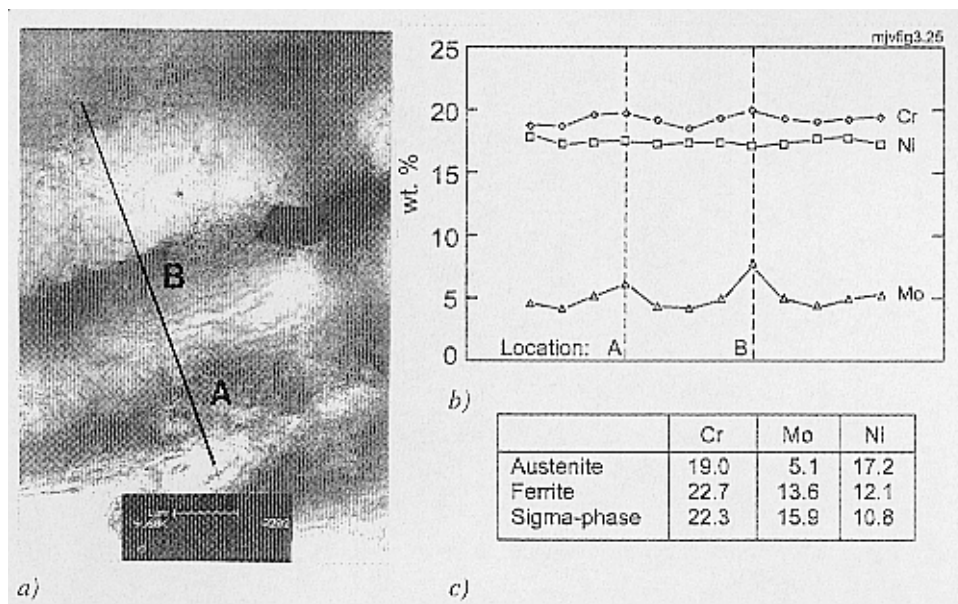 B
A
a)
mjvfig3.25
25
20
15
10
5
0
wt. %
Cr
Ni
Mo
Location: A B
b)
Cr Mo Ni
Austenite 19.0 5.1 17.2
Ferrite 22.7 13.6 12.1
Sigma-phase 22.3 15.9 10.8
c)